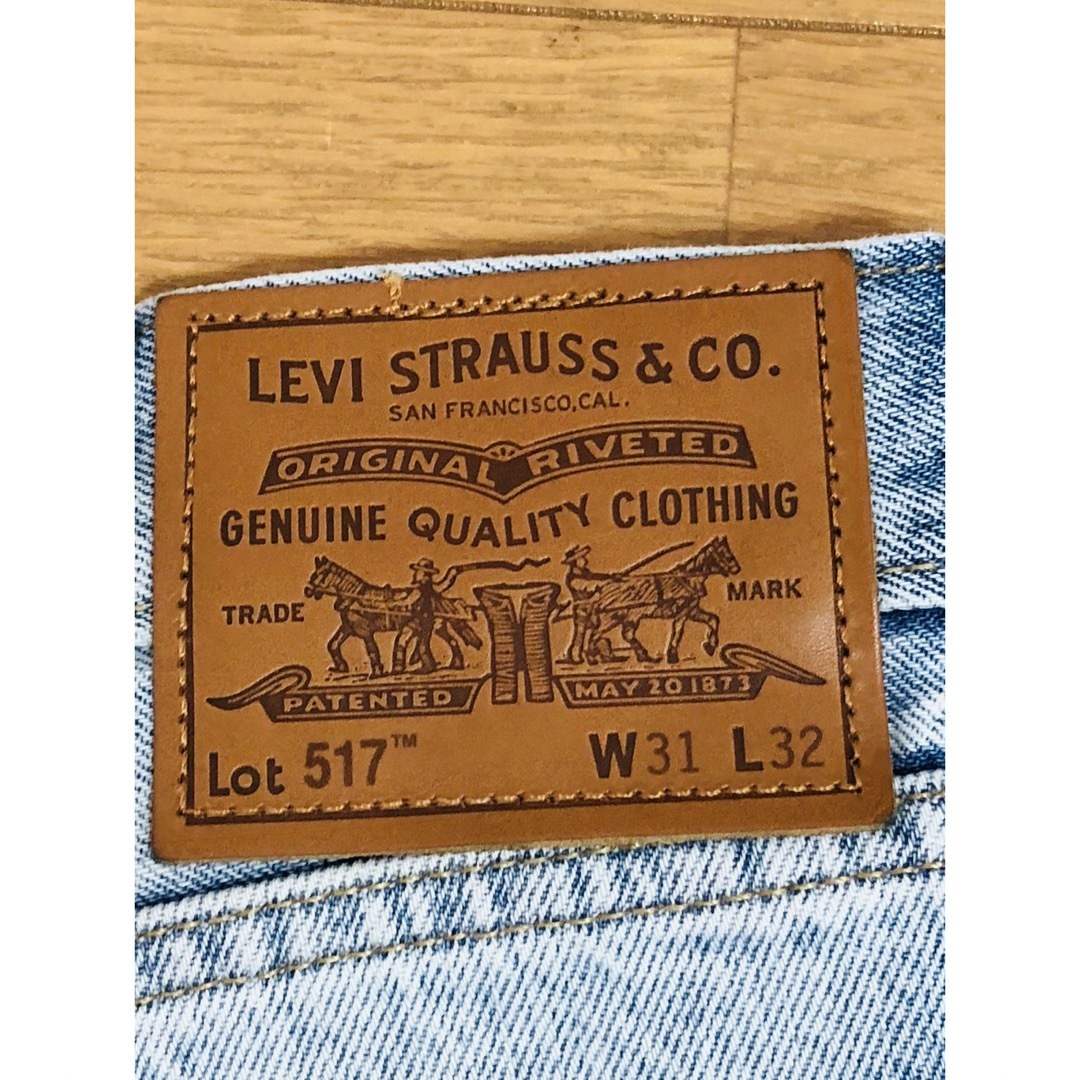 LEVI STRAUSS & CO.
SAN FRANCISCO, CAL.
ORIGINAL RIVETED
GENUINE QUALITY CLOTHING
TRADE MARK
PATENTED MAY 20 1873
Lot 517™ W31 L32